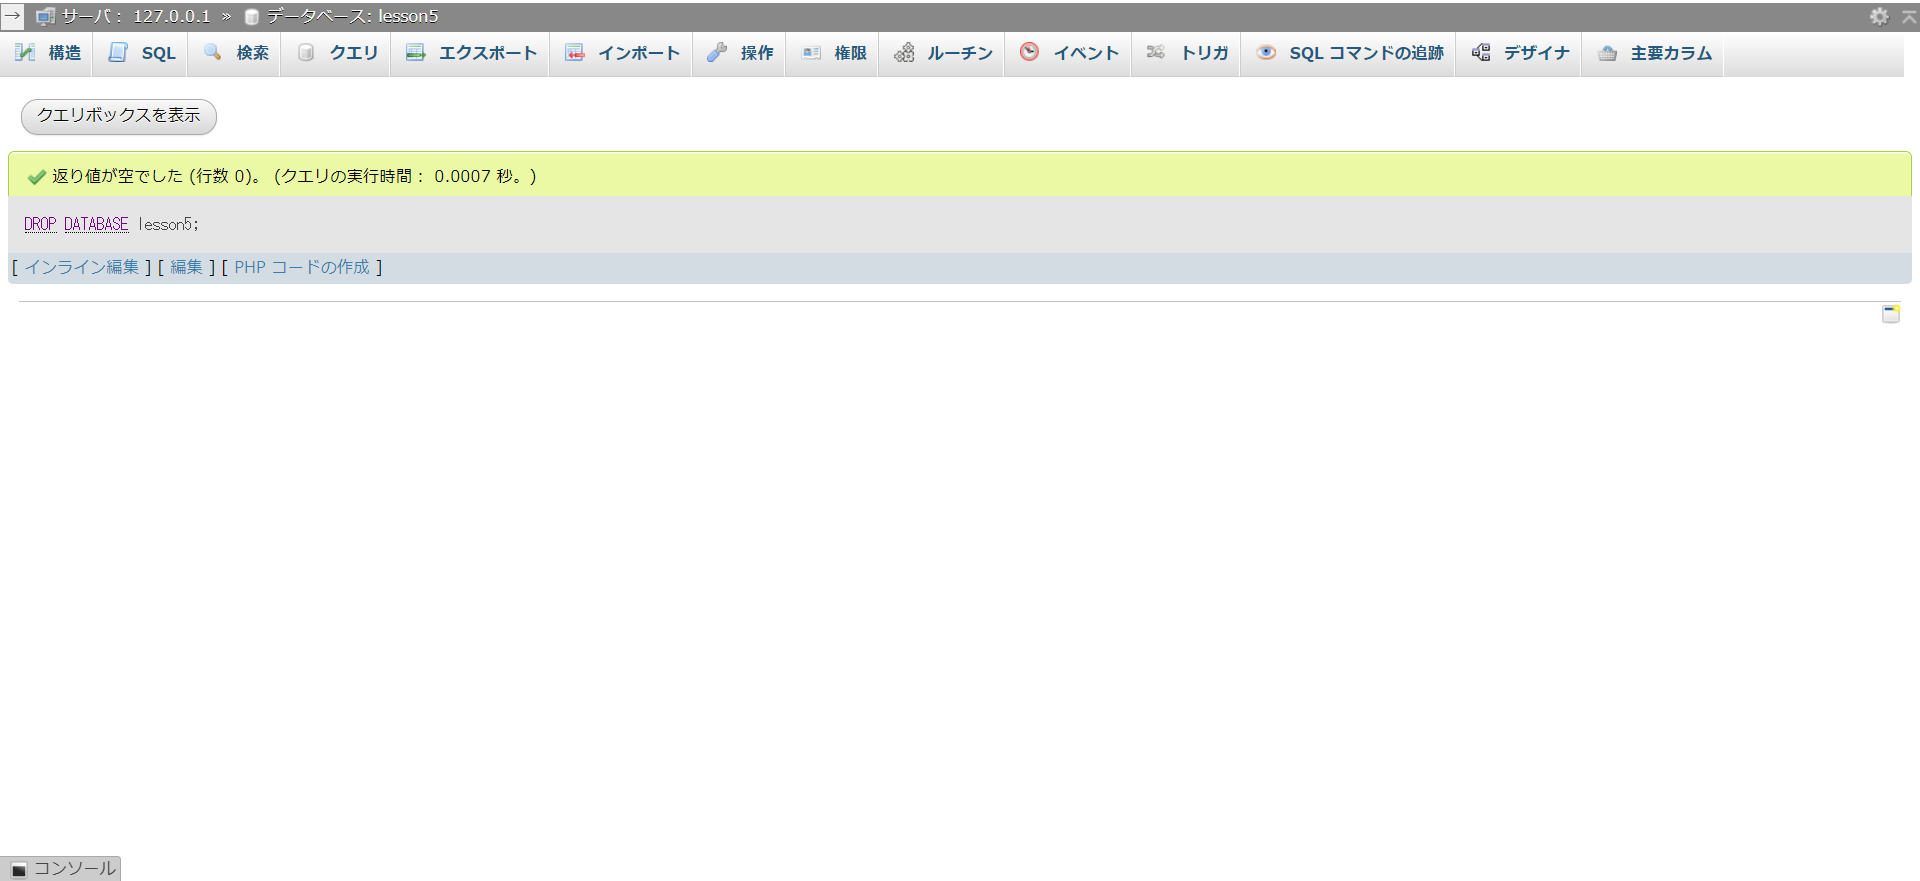 → サーバ: 127.0.0.1 » データベース: lesson5
構造 SQL 検索 クエリ エクスポート インポート 操作 権限 ルーチン イベント トリガ SQL コマンドの追跡 デザイナ 主要カラム
クエリボックスを表示
返り値が空でした (行数 0)。 (クエリの実行時間: 0.0007 秒。)
DROP DATABASE lesson5;
[ インライン編集 ] [ 編集 ] [ PHP コードの作成 ]
コンソール